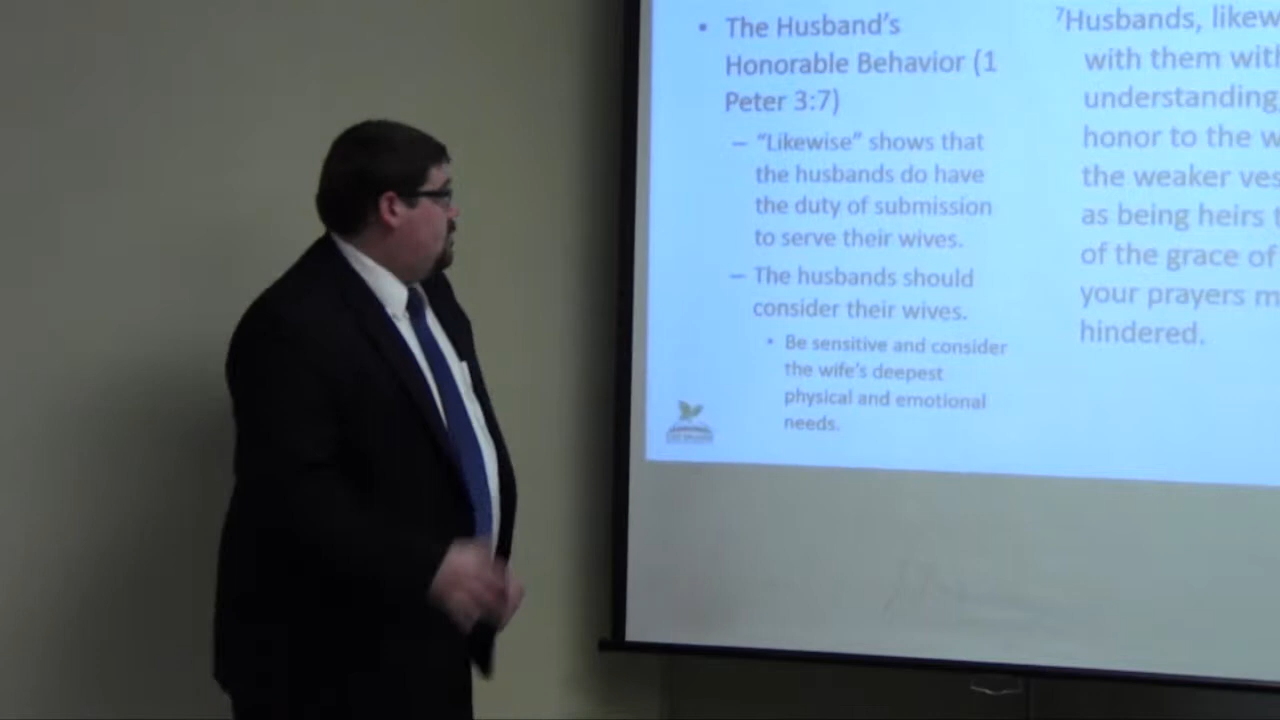 • The Husband's
Honorable Behavior (1
Peter 3:7)
– “Likewise” shows that
the husbands do have
the duty of submission
to serve their wives.
– The husbands should
consider their wives.
• Be sensitive and consider
the wife's deepest
physical and emotional
needs.
7Husbands,
with them
understanding,
honor to the
the weaker
as being heirs
of the grace of
your prayers
hindered.